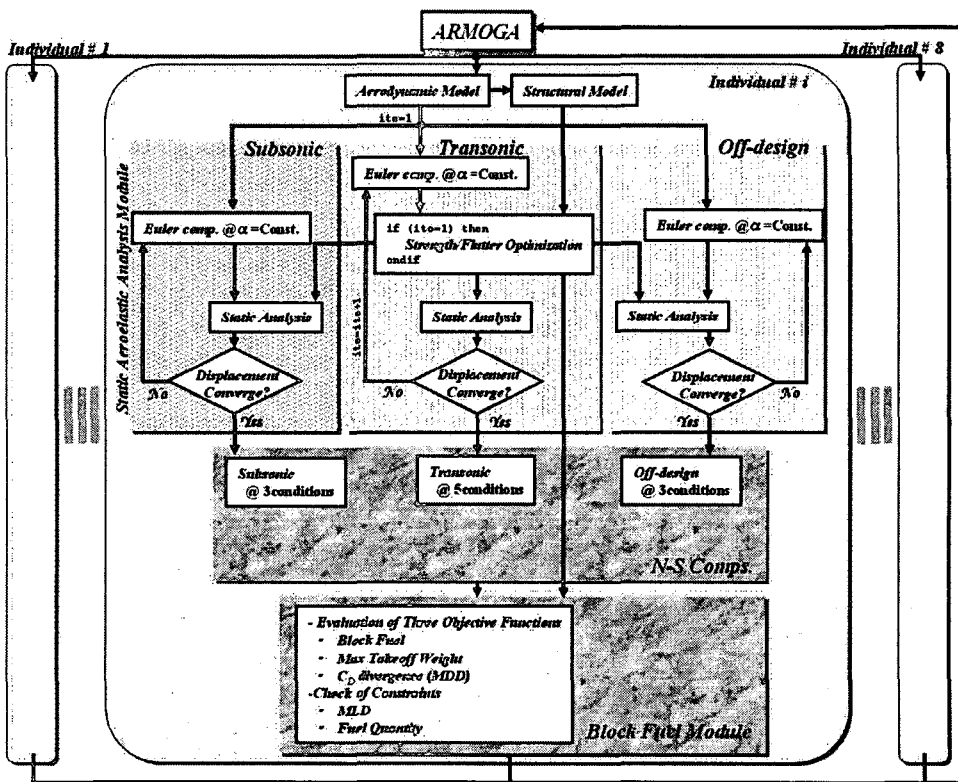 ARMOGA
Individual # 1
Individual # 8
Individual # i
Aerodynamic Model
Structural Model
ito=1
Subsonic
Transonic
Off-design
Static Aeroelastic Analysis Module
Euler comp. @ α =Const.
Euler comp. @ α =Const.
Euler comp. @ α =Const.
if (ito=1) then
Strength/Flutter Optimization
endif
Static Analysis
Static Analysis
Static Analysis
ito=ito+1
Displacement
Converge?
No
Yes
Displacement
Converge?
No
Yes
Displacement
Converge?
No
Yes
Subsonic
@ 3conditions
Transonic
@ 5conditions
Off-design
@ 3conditions
N-S Comps.
- Evaluation of Three Objective Functions
- Block Fuel
- Max Takeoff Weight
- CD divergence (MDD)
-Check of Constraints
- MLD
- Fuel Quantity
Block Fuel Module